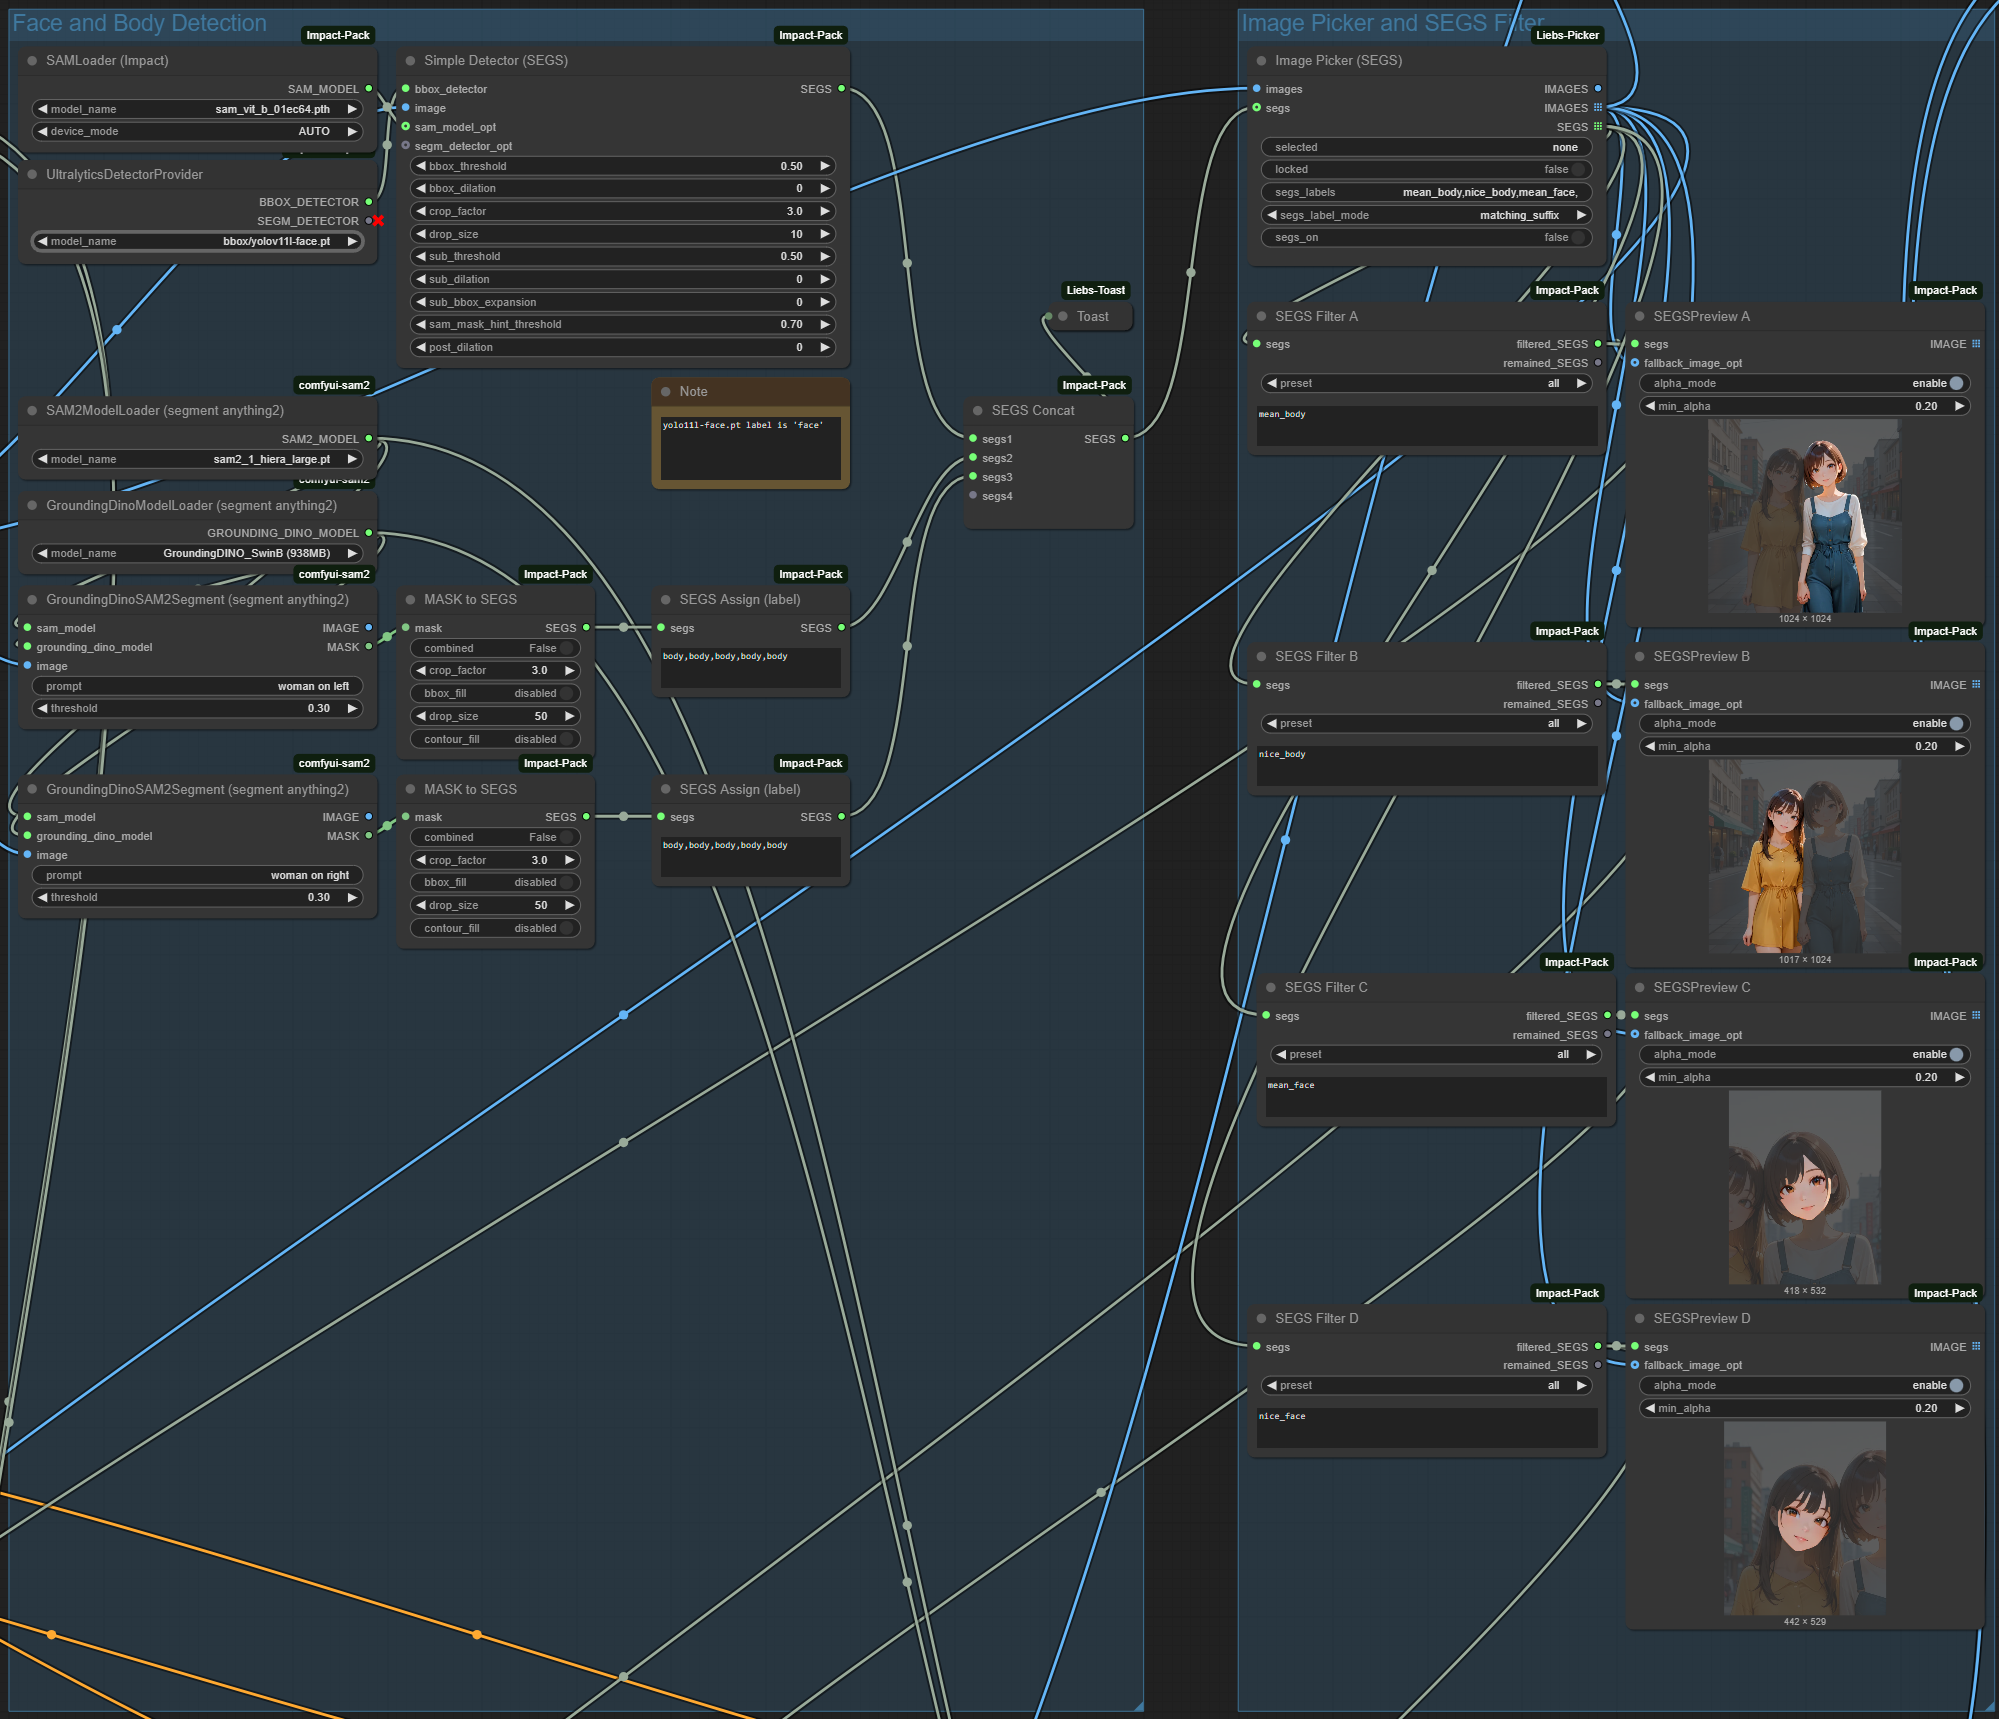 Face and Body Detection
Impact-Pack
SAMLoader (Impact)
SAM_MODEL
model_name sam_vit_b_01ec64.pth
device_mode AUTO
UltralyticsDetectorProvider
BBOX_DETECTOR
SEGM_DETECTOR
model_name bbox/yolov11l-face.pt
Impact-Pack
Simple Detector (SEGS)
bbox_detector SEGS
image
sam_model_opt
segm_detector_opt
bbox_threshold 0.50
bbox_dilation 0
crop_factor 3.0
drop_size 10
sub_threshold 0.50
sub_dilation 0
sub_bbox_expansion 0
sam_mask_hint_threshold 0.70
post_dilation 0
comfyui-sam2
SAM2ModelLoader (segment anything2)
SAM2_MODEL
model_name sam2_1_hiera_large.pt
comfyui-sam2
GroundingDinoModelLoader (segment anything2)
GROUNDING_DINO_MODEL
model_name GroundingDINO_SwinB (938MB)
Note
yolo11l-face.pt label is 'face'
Liebs-Toast
Toast
Impact-Pack
SEGS Concat
segs1 SEGS
segs2
segs3
segs4
comfyui-sam2
GroundingDinoSAM2Segment (segment anything2)
sam_model IMAGE
grounding_dino_model MASK
image
prompt woman on left
threshold 0.30
Impact-Pack
MASK to SEGS
mask SEGS
combined False
crop_factor 3.0
bbox_fill disabled
drop_size 50
contour_fill disabled
Impact-Pack
SEGS Assign (label)
segs SEGS
body,body,body,body,body
comfyui-sam2
GroundingDinoSAM2Segment (segment anything2)
sam_model IMAGE
grounding_dino_model MASK
image
prompt woman on right
threshold 0.30
Impact-Pack
MASK to SEGS
mask SEGS
combined False
crop_factor 3.0
bbox_fill disabled
drop_size 50
contour_fill disabled
Impact-Pack
SEGS Assign (label)
segs SEGS
body,body,body,body,body
Image Picker and SEGS Filter
Liebs-Picker
Image Picker (SEGS)
images IMAGES
segs IMAGES
SEGS
selected none
locked false
segs_labels mean_body,nice_body,mean_face,
segs_label_mode matching_suffix
segs_on false
Impact-Pack
SEGS Filter A
segs filtered_SEGS
remained_SEGS
preset all
mean_body
Impact-Pack
SEGSPreview A
segs IMAGE
fallback_image_opt
alpha_mode enable
min_alpha 0.20
1024 × 1024
Impact-Pack
SEGS Filter B
segs filtered_SEGS
remained_SEGS
preset all
nice_body
Impact-Pack
SEGSPreview B
segs IMAGE
fallback_image_opt
alpha_mode enable
min_alpha 0.20
1017 × 1024
Impact-Pack
SEGS Filter C
segs filtered_SEGS
remained_SEGS
preset all
mean_face
Impact-Pack
SEGSPreview C
segs IMAGE
fallback_image_opt
alpha_mode enable
min_alpha 0.20
418 × 532
Impact-Pack
SEGS Filter D
segs filtered_SEGS
remained_SEGS
preset all
nice_face
Impact-Pack
SEGSPreview D
segs IMAGE
fallback_image_opt
alpha_mode enable
min_alpha 0.20
442 × 529